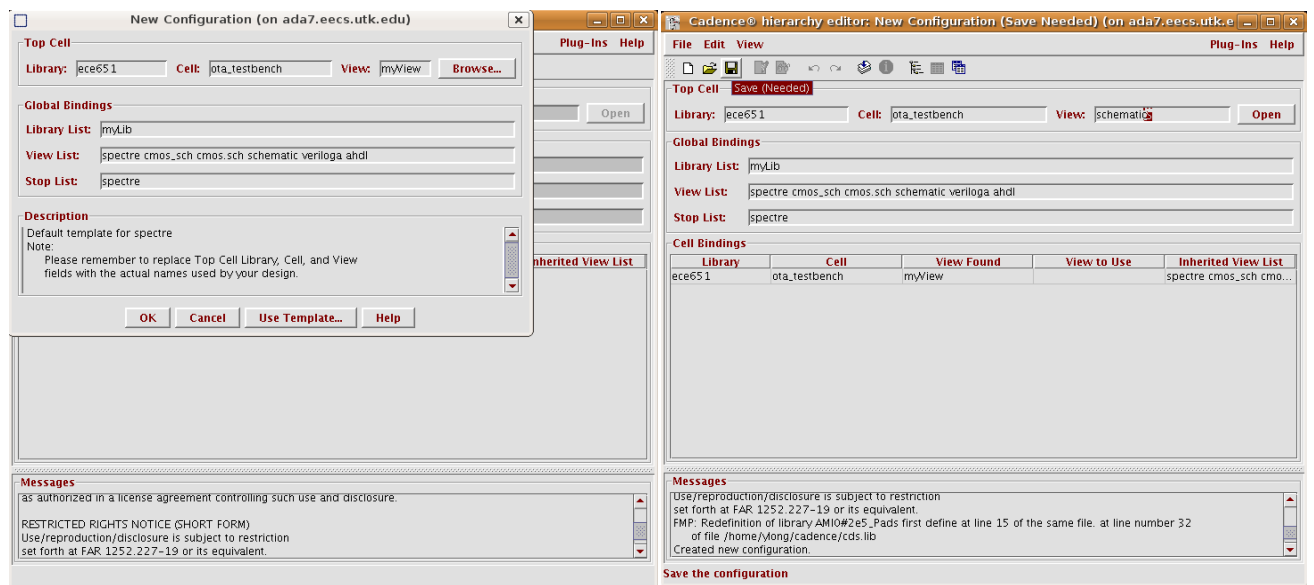 New Configuration (on ada7.eecs.utk.edu)
Top Cell
Library: ece651 Cell: ota_testbench View: myView Browse...
Global Bindings
Library List: myLib
View List: spectre cmos_sch cmos.sch schematic veriloga ahdl
Stop List: spectre
Description
Default template for spectre
Note:
Please remember to replace Top Cell Library, Cell, and View
fields with the actual names used by your design.
OK Cancel Use Template... Help
Plug-Ins Help
Open
nherited View List
Messages
as authorized in a license agreement controlling such use and disclosure.
RESTRICTED RIGHTS NOTICE (SHORT FORM)
Use/reproduction/disclosure is subject to restriction
set forth at FAR 1252.227-19 or its equivalent.
Cadence® hierarchy editor: New Configuration (Save Needed) (on ada7.eecs.utk.e
File Edit View Plug-Ins Help
Top Cell Save (Needed)
Library: ece651 Cell: ota_testbench View: schematics Open
Global Bindings
Library List: myLib
View List: spectre cmos_sch cmos.sch schematic veriloga ahdl
Stop List: spectre
Cell Bindings
Library Cell View Found View to Use Inherited View List
ece651 ota_testbench myView spectre cmos_sch cmo...
Messages
Use/reproduction/disclosure is subject to restriction
set forth at FAR 1252.227-19 or its equivalent.
FMP: Redefinition of library AMI0#2e5_Pads first define at line 15 of the same file. at line number 32
of file /home/ylong/cadence/cds.lib
Created new configuration.
Save the configuration